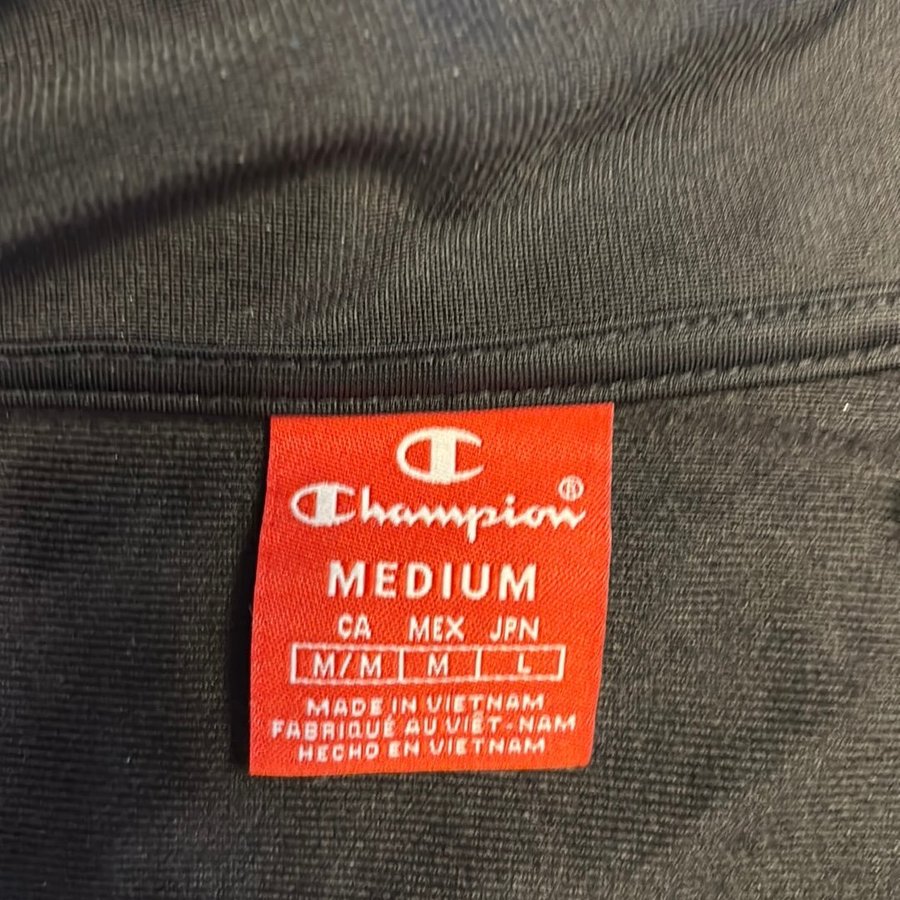 Champion®
MEDIUM
CA MEX JPN
M/M M L
MADE IN VIETNAM
FABRIQUÉ AU VIÊT-NAM
HECHO EN VIETNAM